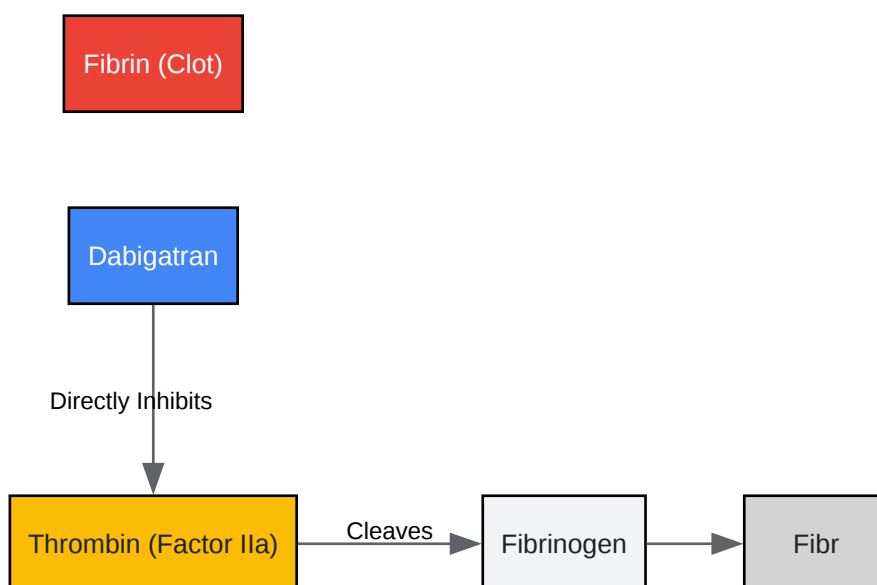 Fibrin (Clot)
Dabigatran
Directly Inhibits
Thrombin (Factor IIa)
Cleaves
Fibrinogen
Fibr